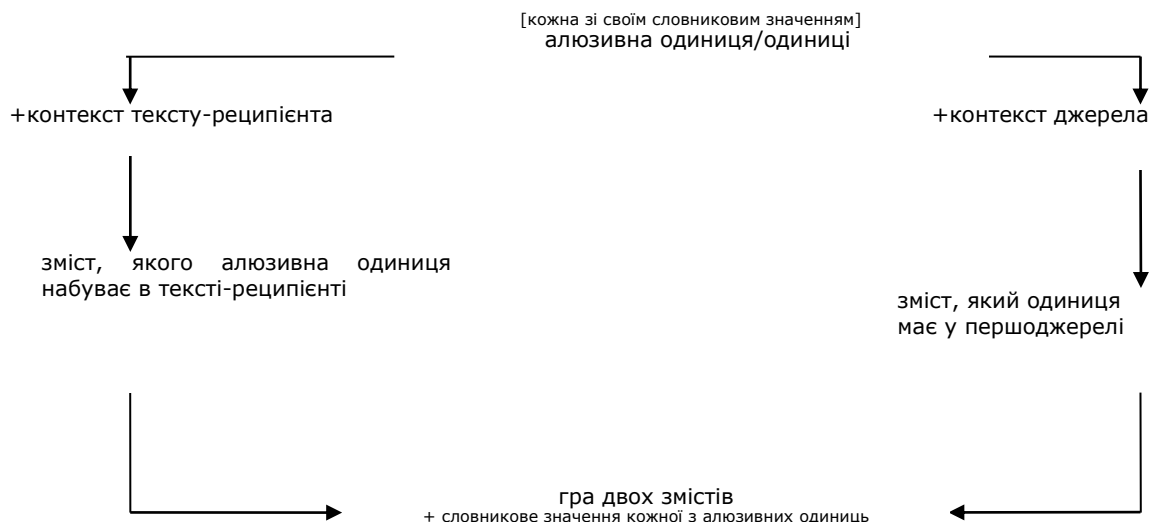 [кожна зі своїм словниковим значенням]
алюзивна одиниця/одиниці
+контекст тексту-реципієнта
+контекст джерела
зміст, якого алюзивна одиниця
набуває в тексті-реципієнті
зміст, який одиниця
має у першоджерелі
гра двох змістів
+ словникове значення кожної з алюзивних одиниць